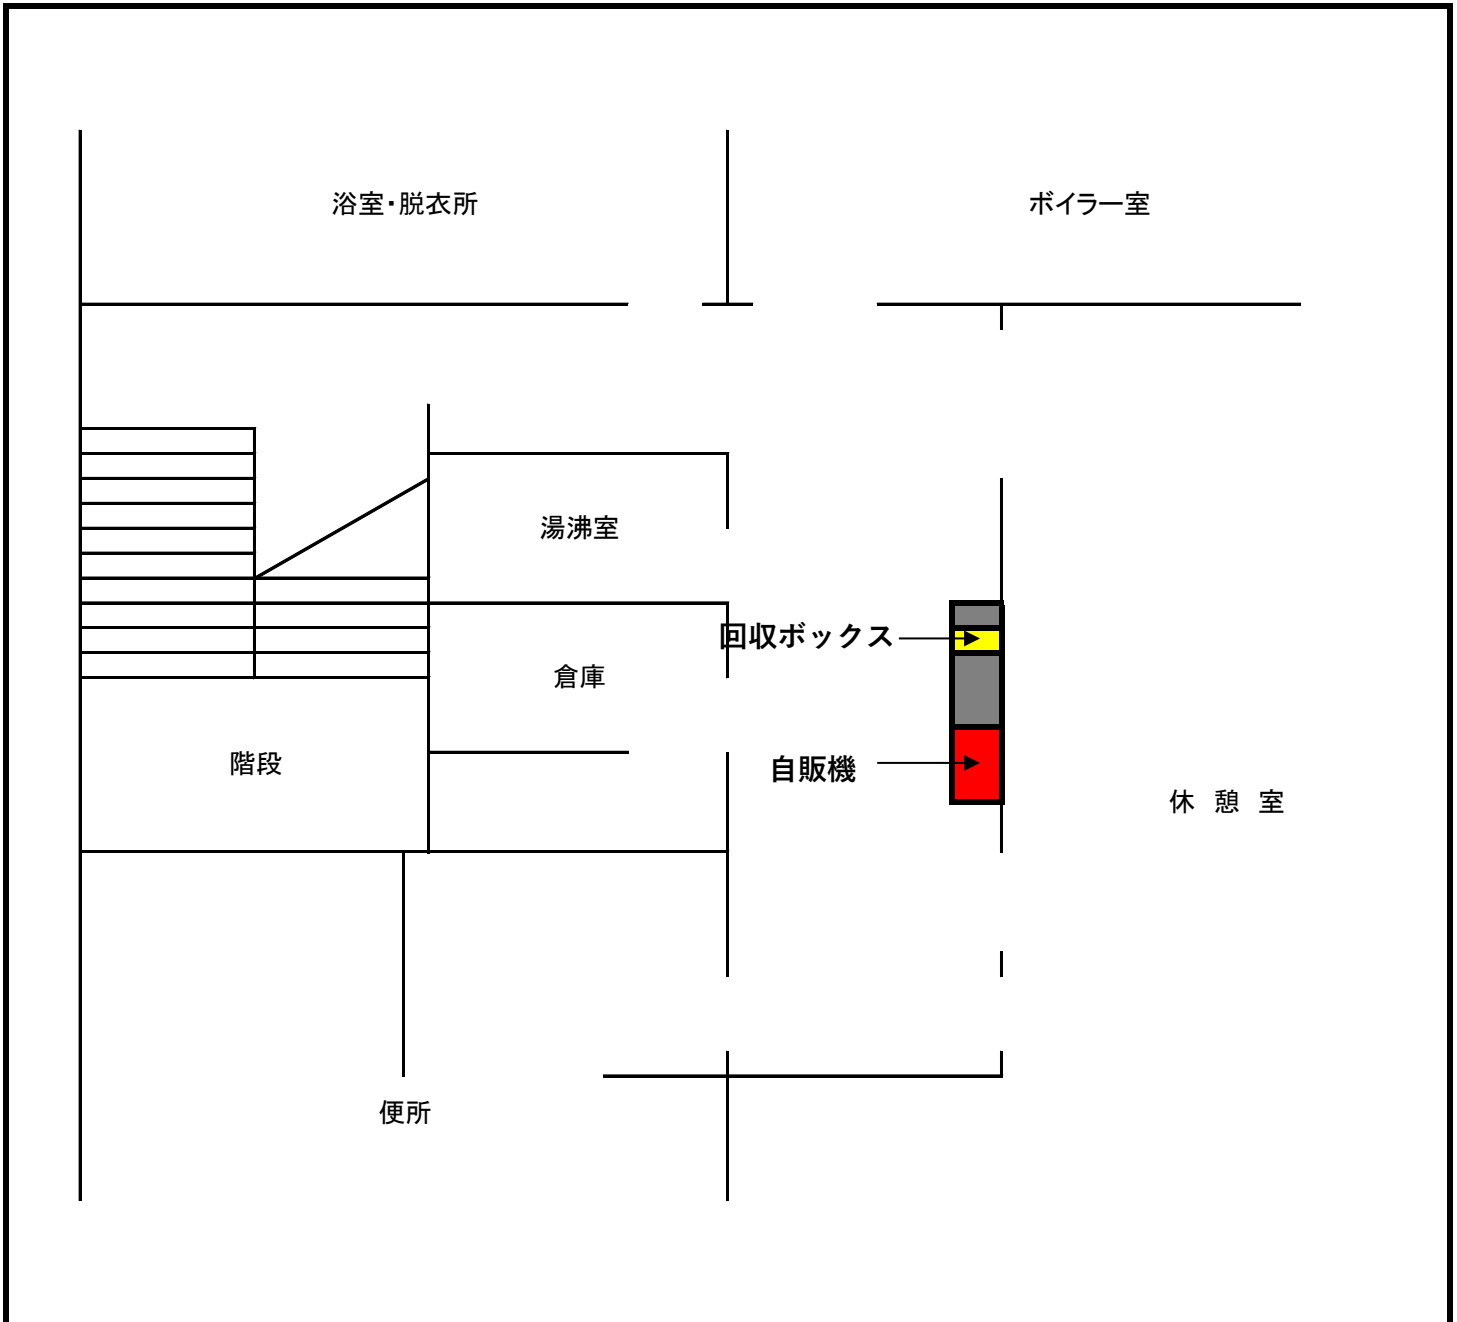 浴室・脱衣所
ボイラー室
湯沸室
回収ボックス
倉庫
階段
自販機
休 憩 室
便所